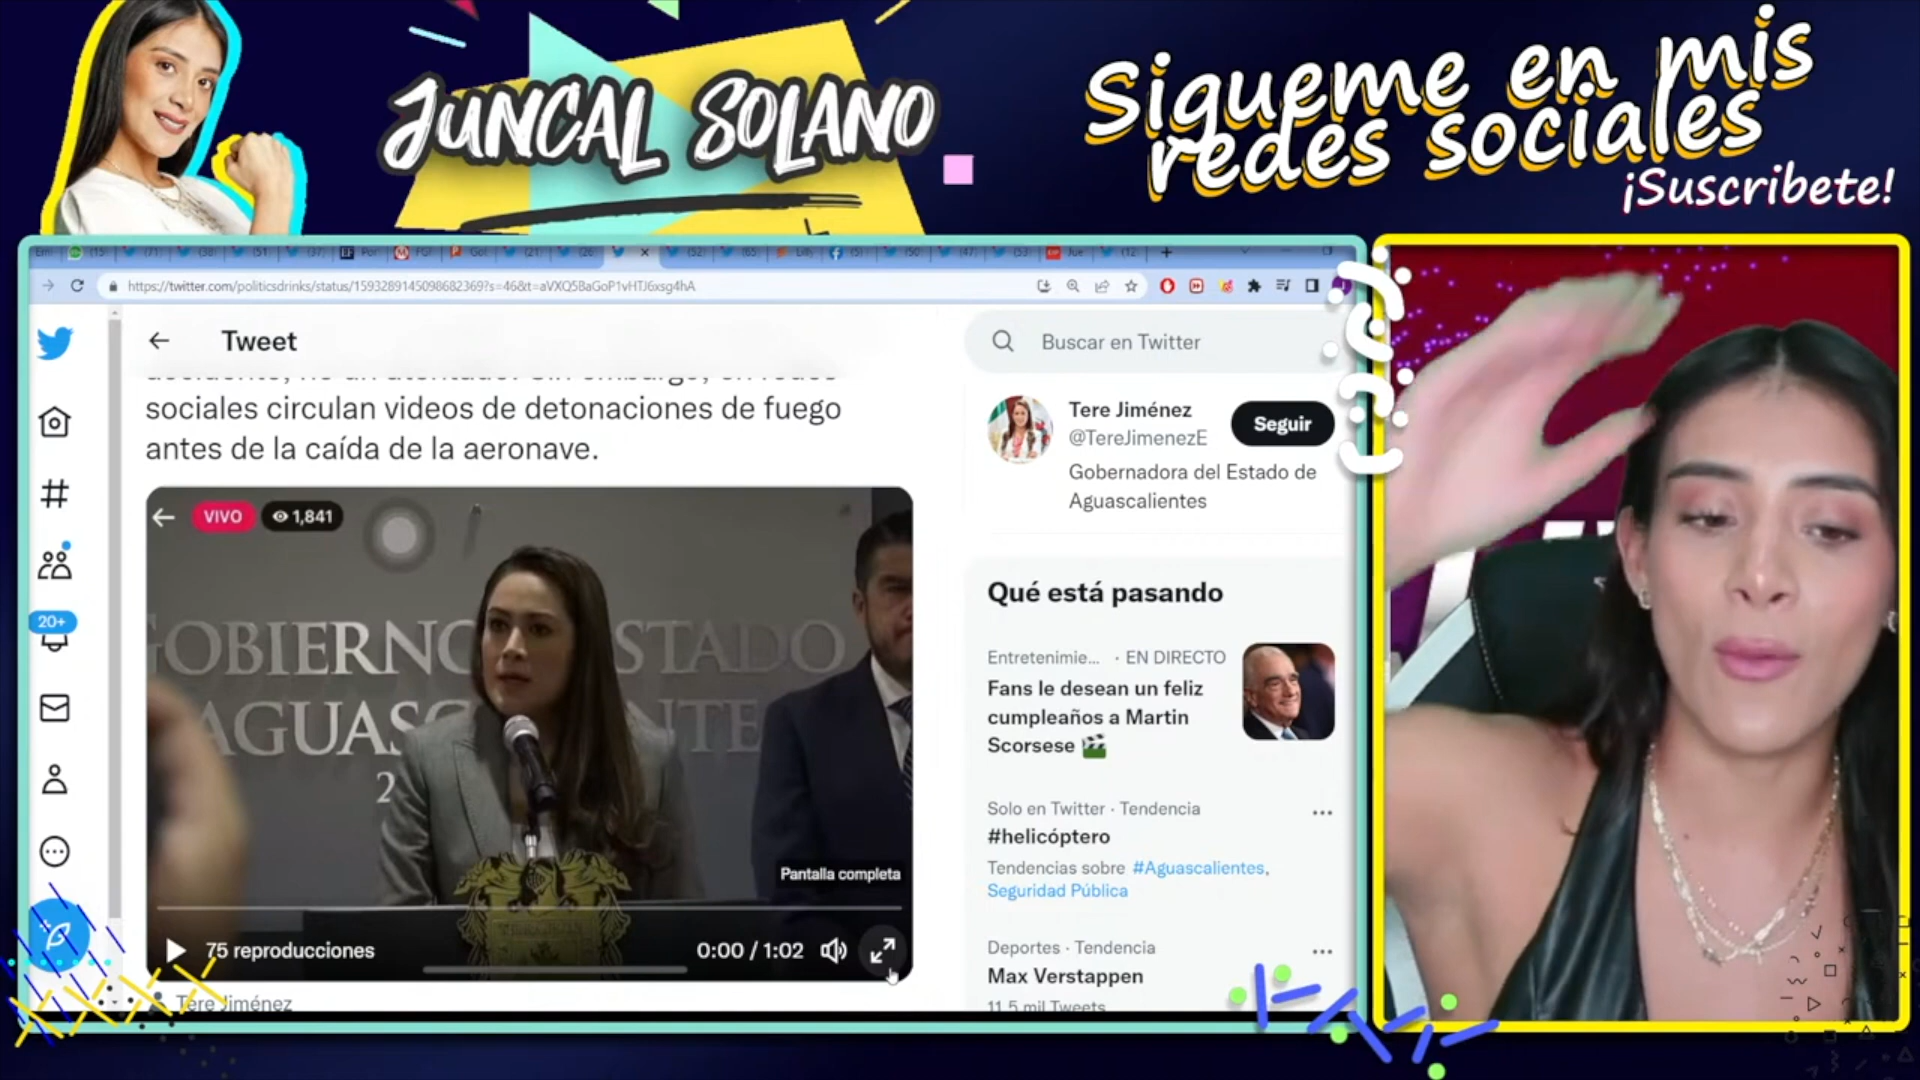 JUNCAL SOLANO
Sigueme en mis
redes sociales
¡Suscribete!
https://twitter.com/politicsdrinks/status/1593289145098682369?s=46&t=aVXQ5BaGoP1vHTJ6xsg4hA
Tweet
Buscar en Twitter
sociales circulan videos de detonaciones de fuego
antes de la caída de la aeronave.
Tere Jiménez
@TereJimenezE
Seguir
Gobernadora del Estado de
Aguascalientes
VIVO
1,841
GOBIERNO ESTADO
AGUASC NTE
2
Pantalla completa
75 reproducciones
0:00 / 1:02
Tere Jiménez
20+
Qué está pasando
Entretenimie... · EN DIRECTO
Fans le desean un feliz
cumpleaños a Martin
Scorsese 🎬
Solo en Twitter · Tendencia
#helicóptero
Tendencias sobre #Aguascalientes,
Seguridad Pública
Deportes · Tendencia
Max Verstappen
11.5 mil Tweets